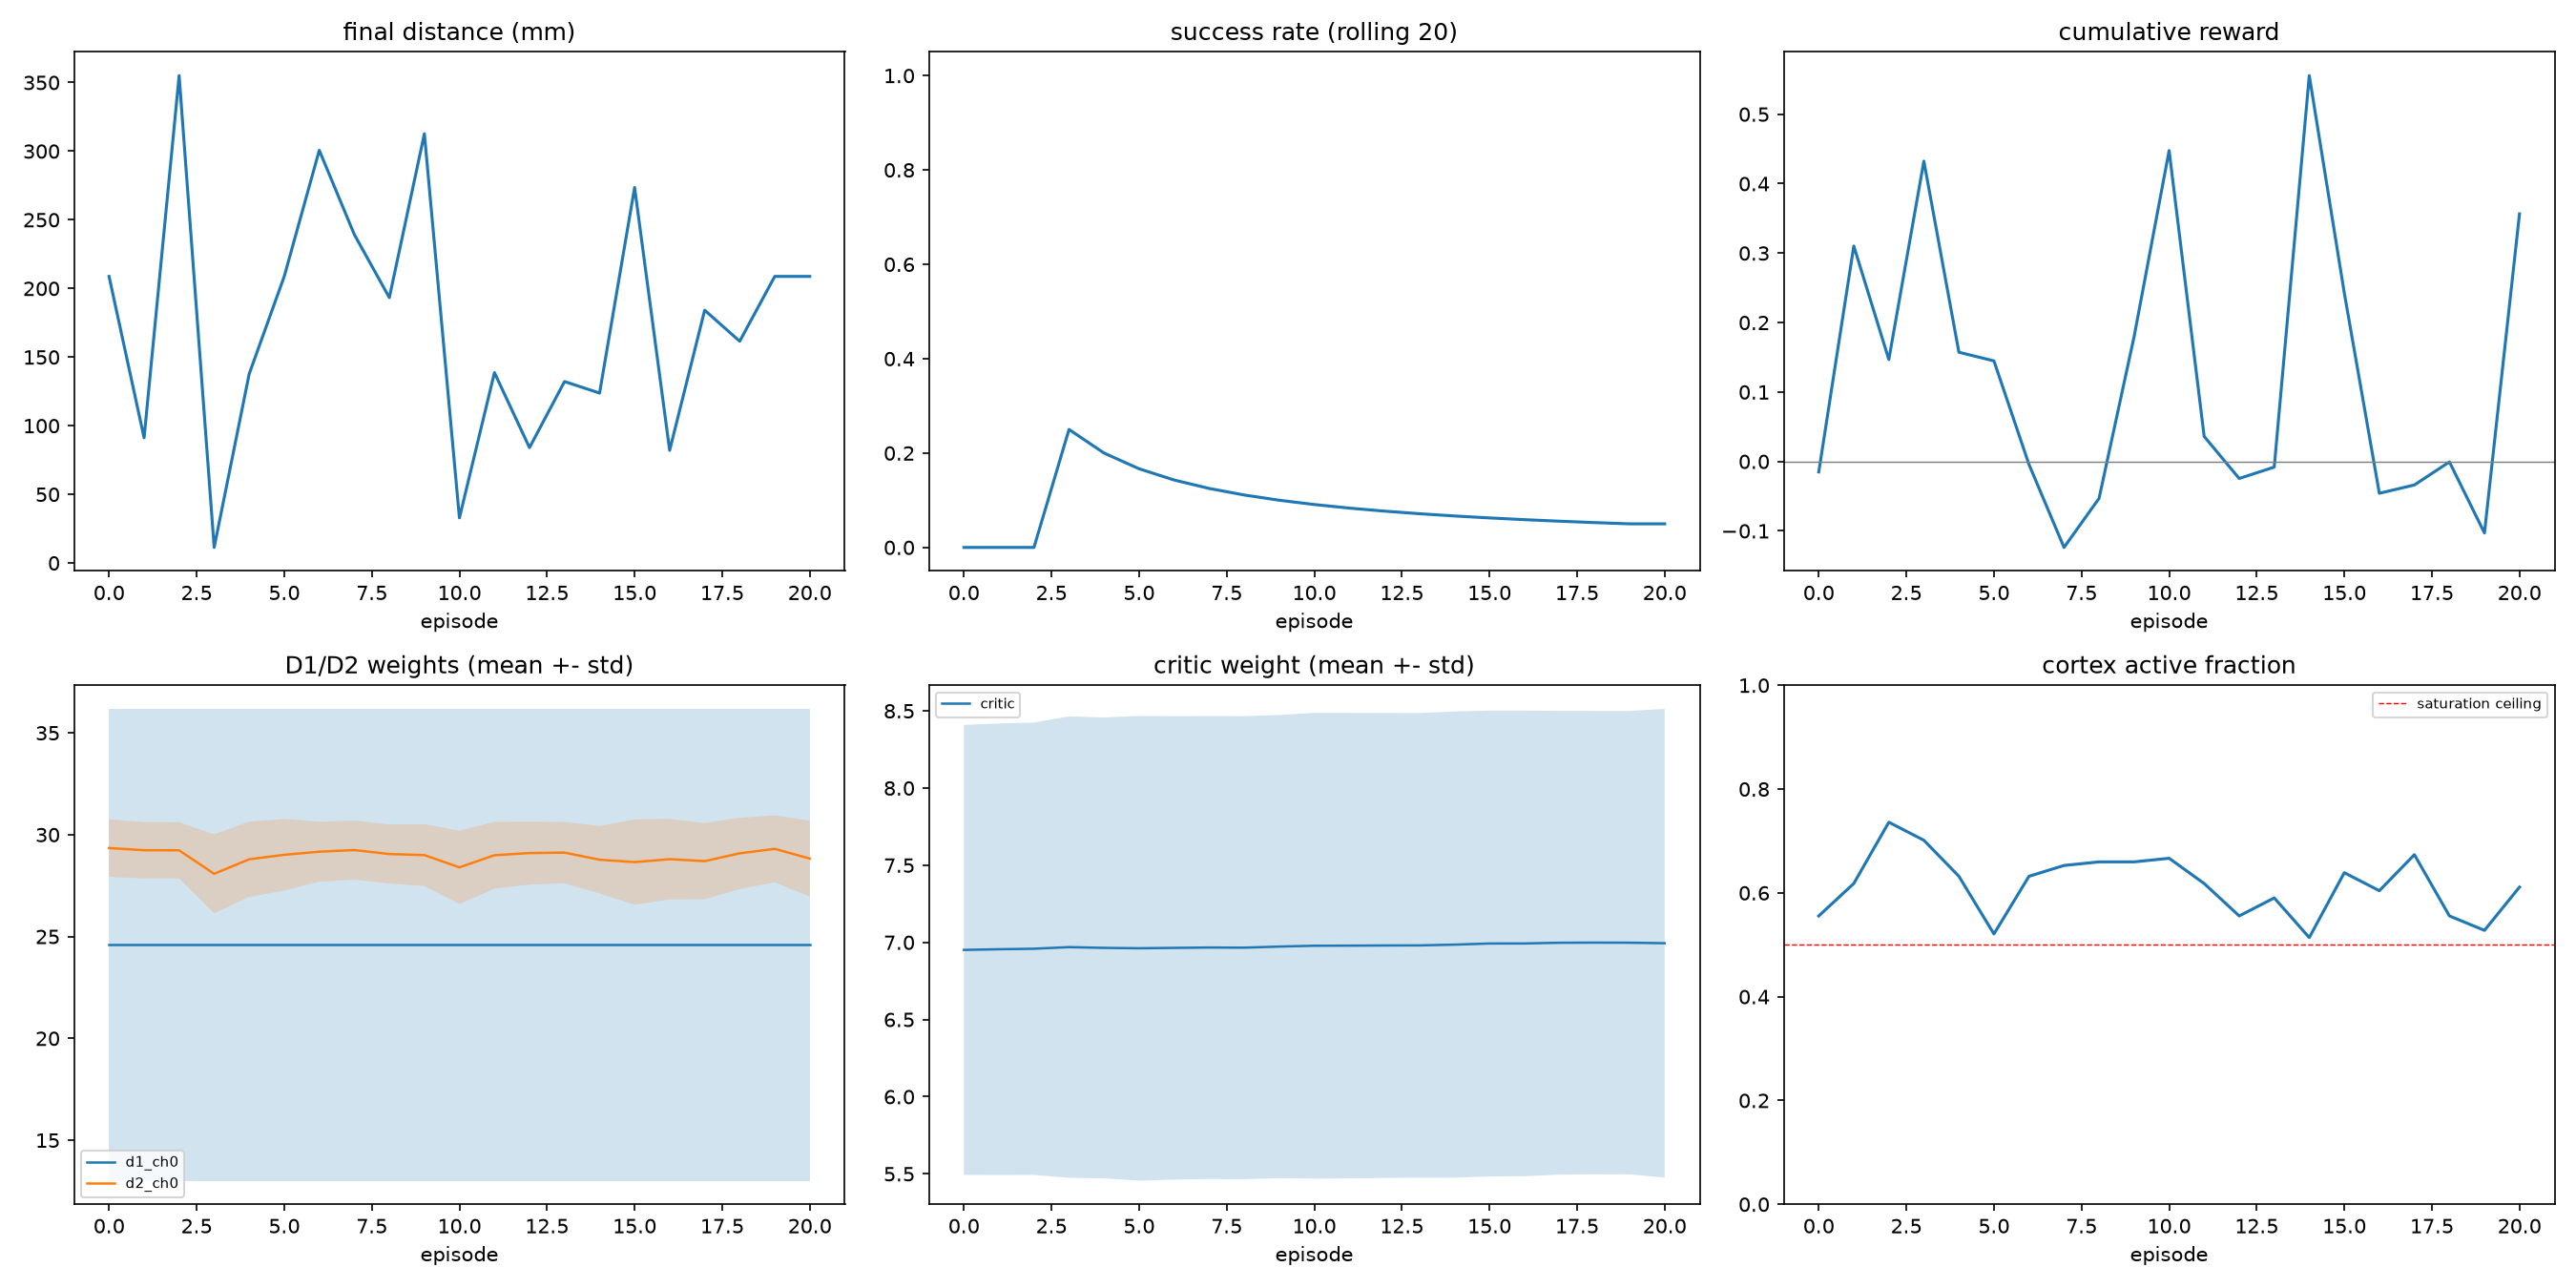 final distance (mm)
350
300
250
200
150
100
50
0
0.0 2.5 5.0 7.5 10.0 12.5 15.0 17.5 20.0
episode
success rate (rolling 20)
1.0
0.8
0.6
0.4
0.2
0.0
0.0 2.5 5.0 7.5 10.0 12.5 15.0 17.5 20.0
episode
cumulative reward
0.5
0.4
0.3
0.2
0.1
0.0
−0.1
0.0 2.5 5.0 7.5 10.0 12.5 15.0 17.5 20.0
episode
D1/D2 weights (mean +- std)
35
30
25
20
15
d1_ch0
d2_ch0
0.0 2.5 5.0 7.5 10.0 12.5 15.0 17.5 20.0
episode
critic weight (mean +- std)
critic
8.5
8.0
7.5
7.0
6.5
6.0
5.5
0.0 2.5 5.0 7.5 10.0 12.5 15.0 17.5 20.0
episode
cortex active fraction
saturation ceiling
1.0
0.8
0.6
0.4
0.2
0.0
0.0 2.5 5.0 7.5 10.0 12.5 15.0 17.5 20.0
episode